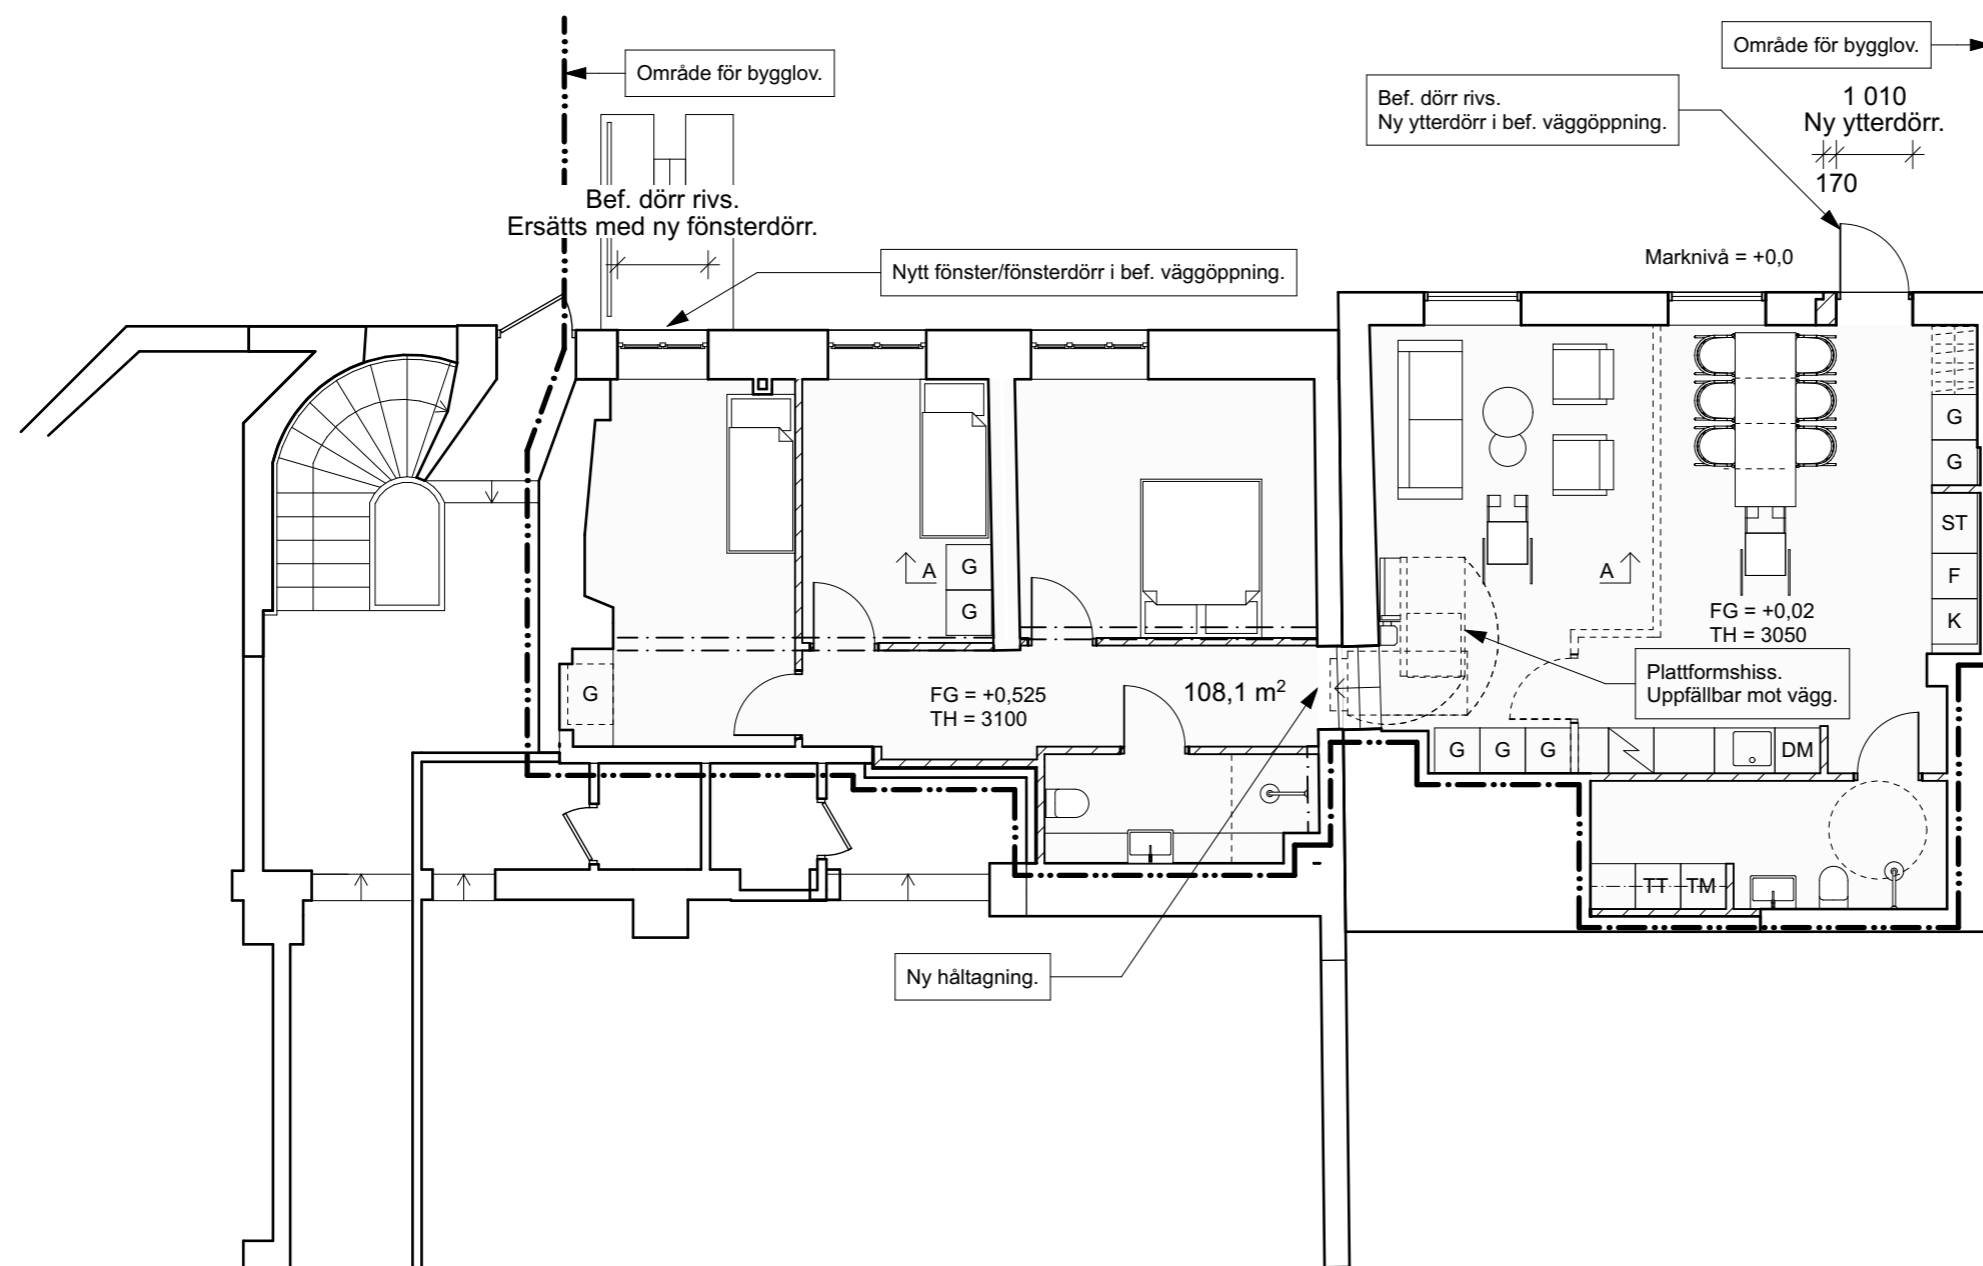 Område för bygglov.
Område för bygglov.
Bef. dörr rivs.
Ny ytterdörr i bef. väggöppning.
1 010
Ny ytterdörr.
170
Bef. dörr rivs.
Ersätts med ny fönsterdörr.
Nytt fönster/fönsterdörr i bef. väggöppning.
Marknivå = +0,0
G
G
ST
F
K
A
G
G
A
FG = +0,02
TH = 3050
Plattformshiss.
Uppfällbar mot vägg.
G
FG = +0,525
TH = 3100
108,1 m²
G
G
G
DM
TT
TM
Ny håltagning.